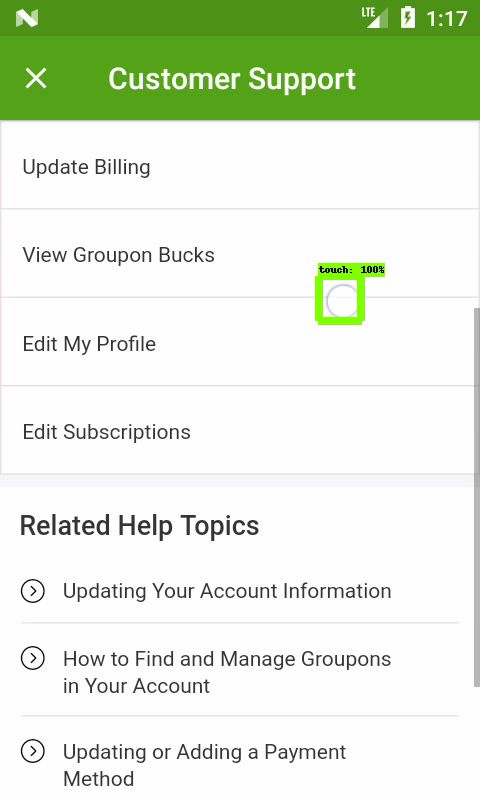 LTE 1:17
Customer Support
Update Billing
View Groupon Bucks
touch: 100%
Edit My Profile
Edit Subscriptions
Related Help Topics
Updating Your Account Information
How to Find and Manage Groupons
in Your Account
Updating or Adding a Payment
Method